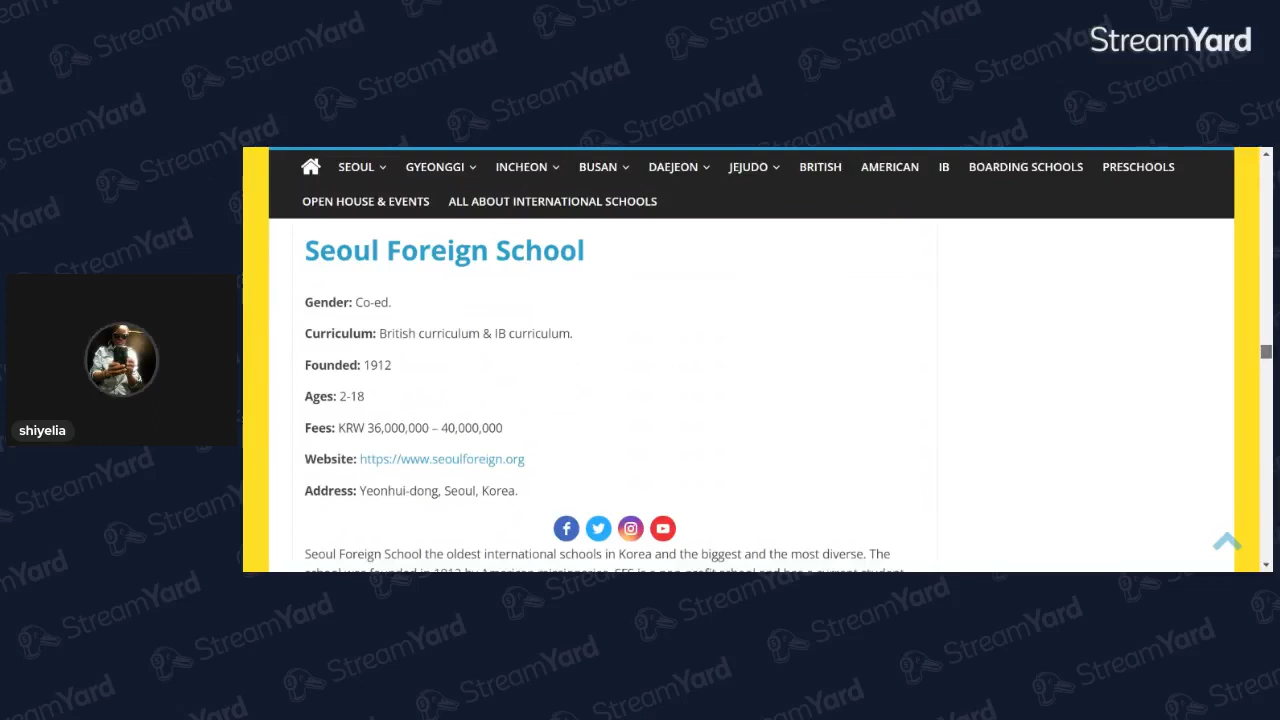 StreamYard
SEOUL GYEONGGI INCHEON BUSAN DAEJEON JEJUDO BRITISH AMERICAN IB BOARDING SCHOOLS PRESCHOOLS
OPEN HOUSE & EVENTS ALL ABOUT INTERNATIONAL SCHOOLS
Seoul Foreign School
Gender: Co-ed.
Curriculum: British curriculum & IB curriculum.
Founded: 1912
Ages: 2-18
Fees: KRW 36,000,000 – 40,000,000
Website: https://www.seoulforeign.org
Address: Yeonhui-dong, Seoul, Korea.
shiyelia
Seoul Foreign School the oldest international schools in Korea and the biggest and the most diverse. The